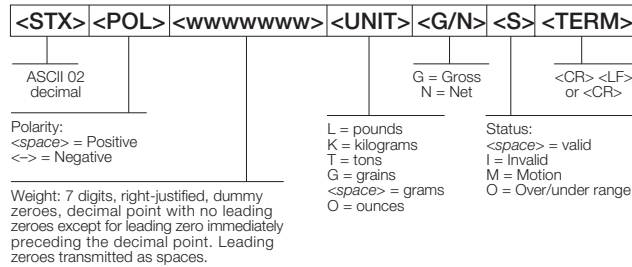 <STX> <POL> <wwwwwww> <UNIT> <G/N> <S> <TERM>
ASCII 02
decimal
G = Gross
N = Net
<CR> <LF>
or <CR>
Polarity:
<space> = Positive
<–> = Negative
L = pounds
K = kilograms
T = tons
G = grains
<space> = grams
O = ounces
Status:
<space> = valid
I = Invalid
M = Motion
O = Over/under range
Weight: 7 digits, right-justified, dummy
zeroes, decimal point with no leading
zeroes except for leading zero immediately
preceding the decimal point. Leading
zeroes transmitted as spaces.